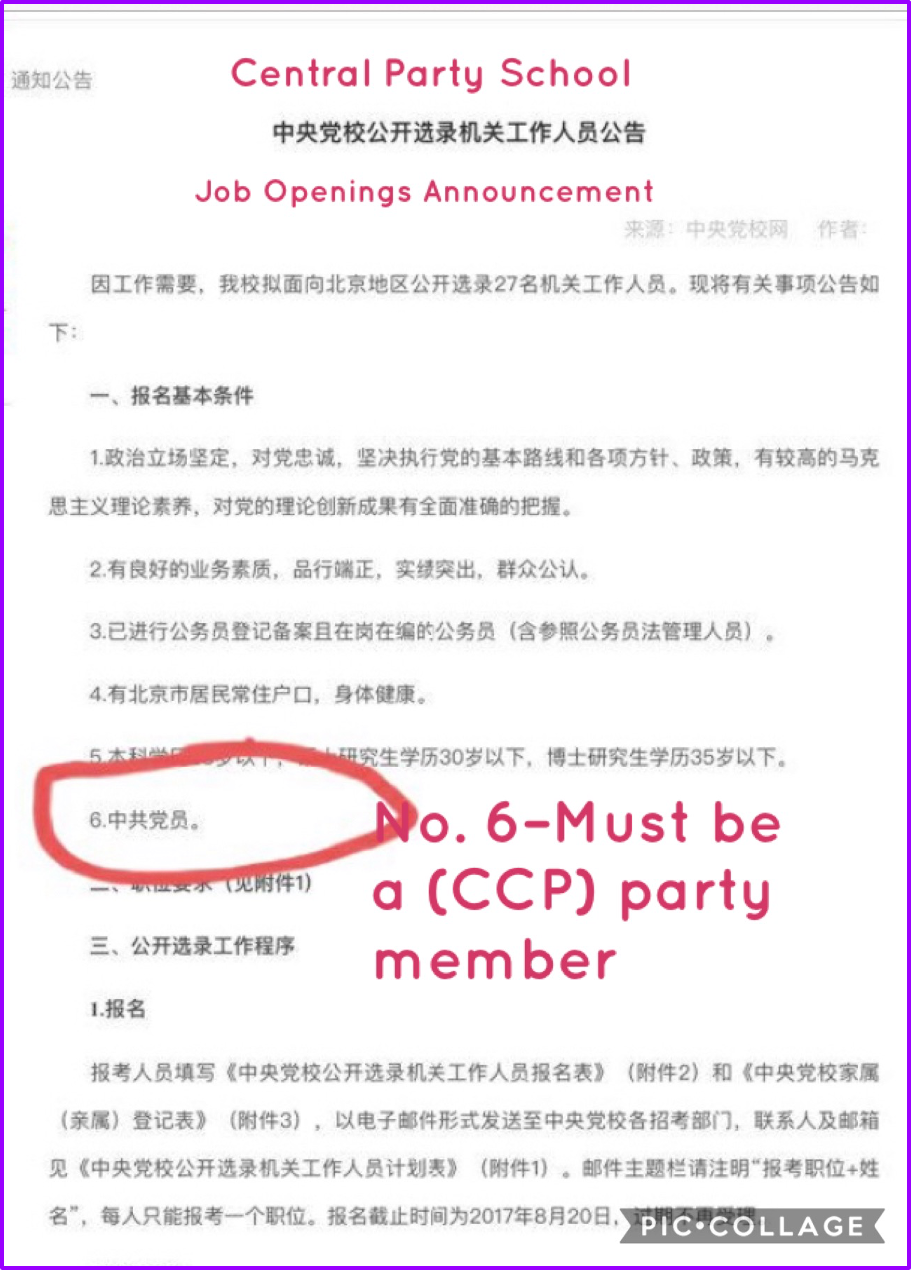 Central Party School
通知公告
中央党校公开选录机关工作人员公告
Job Openings Announcement
来源：中央党校网 作者：
因工作需要，我校拟面向北京地区公开选录27名机关工作人员。现将有关事项公告如
下：
一、报名基本条件
1.政治立场坚定，对党忠诚，坚决执行党的基本路线和各项方针、政策，有较高的马克
思主义理论素养，对党的理论创新成果有全面准确的把握。
2.有良好的业务素质，品行端正，实绩突出，群众公认。
3.已进行公务员登记备案且在岗在编的公务员（含参照公务员法管理人员）。
4.有北京市居民常住户口，身体健康。
5.本科学历 岁以下， 士研究生学历30岁以下，博士研究生学历35岁以下。
6.中共党员。
No. 6-Must be
a (CCP) party
member
二、职位要求（见附件1）
三、公开选录工作程序
1.报名
报考人员填写《中央党校公开选录机关工作人员报名表》（附件2）和《中央党校家属
（亲属）登记表》（附件3），以电子邮件形式发送至中央党校各招考部门，联系人及邮箱
见《中央党校公开选录机关工作人员计划表》（附件1）。邮件主题栏请注明“报考职位+姓
名”，每人只能报考一个职位。报名截止时间为2017年8月20日，过期不再受理
PIC•COLLAGE